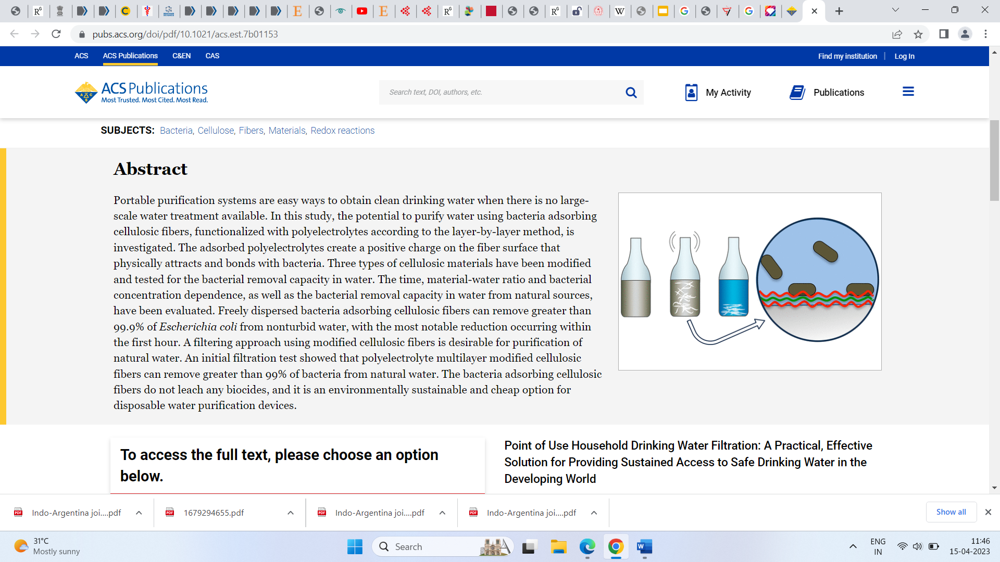 pubs.acs.org/doi/pdf/10.1021/acs.est.7b01153
ACS ACS Publications C&EN CAS
Find my institution | Log In
ACS Publications
Most Trusted. Most Cited. Most Read.
Search text, DOI, authors, etc.
My Activity
Publications
SUBJECTS: Bacteria, Cellulose, Fibers, Materials, Redox reactions
Abstract
Portable purification systems are easy ways to obtain clean drinking water when there is no large-
scale water treatment available. In this study, the potential to purify water using bacteria adsorbing
cellulosic fibers, functionalized with polyelectrolytes according to the layer-by-layer method, is
investigated. The adsorbed polyelectrolytes create a positive charge on the fiber surface that
physically attracts and bonds with bacteria. Three types of cellulosic materials have been modified
and tested for the bacterial removal capacity in water. The time, material-water ratio and bacterial
concentration dependence, as well as the bacterial removal capacity in water from natural sources,
have been evaluated. Freely dispersed bacteria adsorbing cellulosic fibers can remove greater than
99.9% of Escherichia coli from nonturbid water, with the most notable reduction occurring within
the first hour. A filtering approach using modified cellulosic fibers is desirable for purification of
natural water. An initial filtration test showed that polyelectrolyte multilayer modified cellulosic
fibers can remove greater than 99% of bacteria from natural water. The bacteria adsorbing cellulosic
fibers do not leach any biocides, and it is an environmentally sustainable and cheap option for
disposable water purification devices.
To access the full text, please choose an option
below.
Point of Use Household Drinking Water Filtration: A Practical, Effective
Solution for Providing Sustained Access to Safe Drinking Water in the
Developing World
Indo-Argentina joi....pdf
1679294655.pdf
Indo-Argentina joi....pdf
Indo-Argentina joi....pdf
Show all
31°C
Mostly sunny
Search
ENG
IN
11:46
15-04-2023